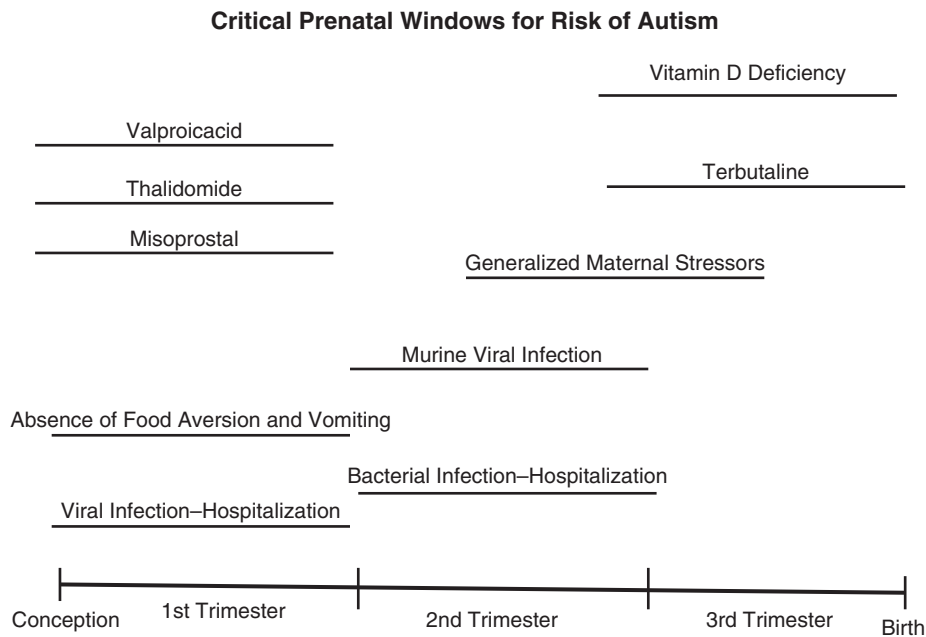 Critical Prenatal Windows for Risk of Autism
Vitamin D Deficiency
Valproicacid
Terbutaline
Thalidomide
Misoprostal
Generalized Maternal Stressors
Murine Viral Infection
Absence of Food Aversion and Vomiting
Bacterial Infection–Hospitalization
Viral Infection–Hospitalization
Conception
1st Trimester
2nd Trimester
3rd Trimester
Birth